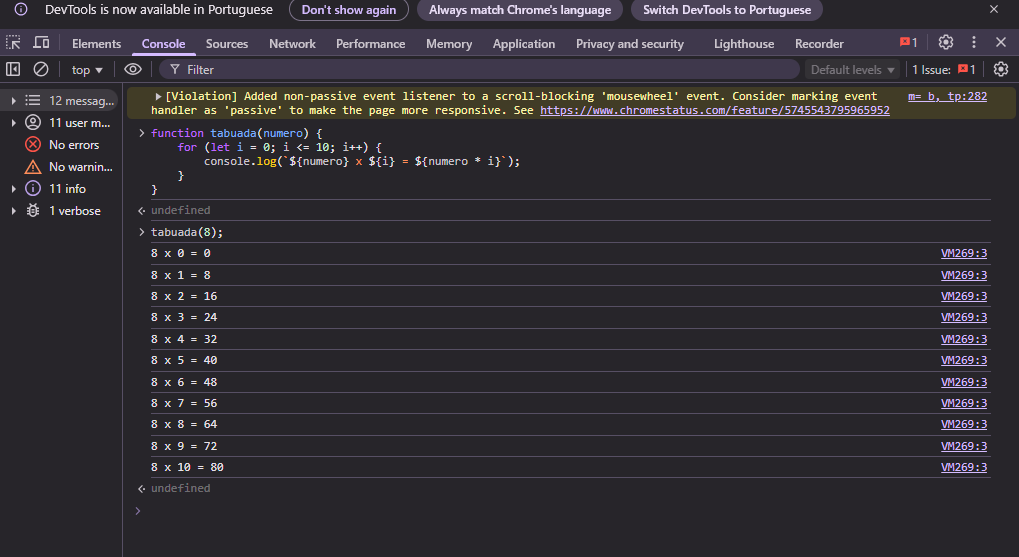 DevTools is now available in Portuguese Don't show again Always match Chrome's language Switch DevTools to Portuguese
Elements Console Sources Network Performance Memory Application Privacy and security Lighthouse Recorder 1
top Filter Default levels 1 Issue: 1
12 messag...
11 user m...
No errors
No warnin...
11 info
1 verbose
[Violation] Added non-passive event listener to a scroll-blocking 'mousewheel' event. Consider marking event m= b, tp:282
handler as 'passive' to make the page more responsive. See https://www.chromestatus.com/feature/5745543795965952
function tabuada(numero) {
for (let i = 0; i <= 10; i++) {
console.log(`${numero} x ${i} = ${numero * i}`);
}
}
undefined
tabuada(8);
8 x 0 = 0 VM269:3
8 x 1 = 8 VM269:3
8 x 2 = 16 VM269:3
8 x 3 = 24 VM269:3
8 x 4 = 32 VM269:3
8 x 5 = 40 VM269:3
8 x 6 = 48 VM269:3
8 x 7 = 56 VM269:3
8 x 8 = 64 VM269:3
8 x 9 = 72 VM269:3
8 x 10 = 80 VM269:3
undefined